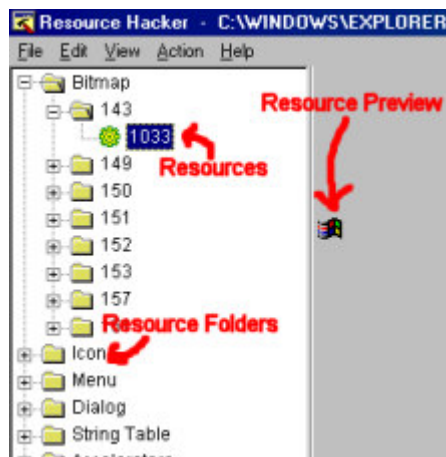 Resource Hacker - C:\WINDOWS\EXPLORER
File Edit View Action Help
Bitmap
143
Resource Preview
1033
Resources
149
150
151
152
153
157
Resource Folders
Icon
Menu
Dialog
String Table